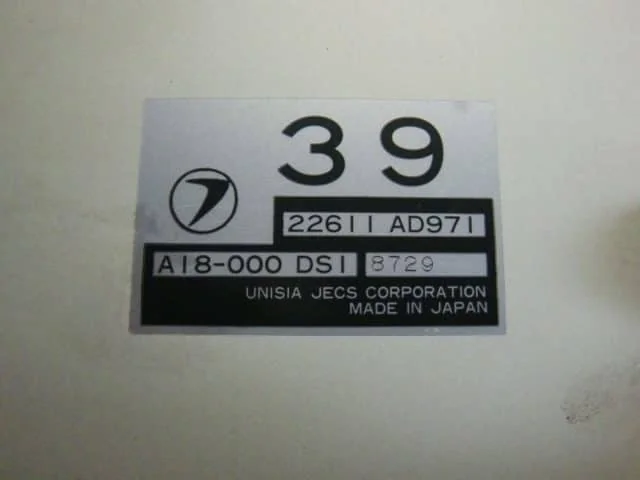 39
22611 AD971
A18-000 DS1 8729
UNISIA JECS CORPORATION
MADE IN JAPAN